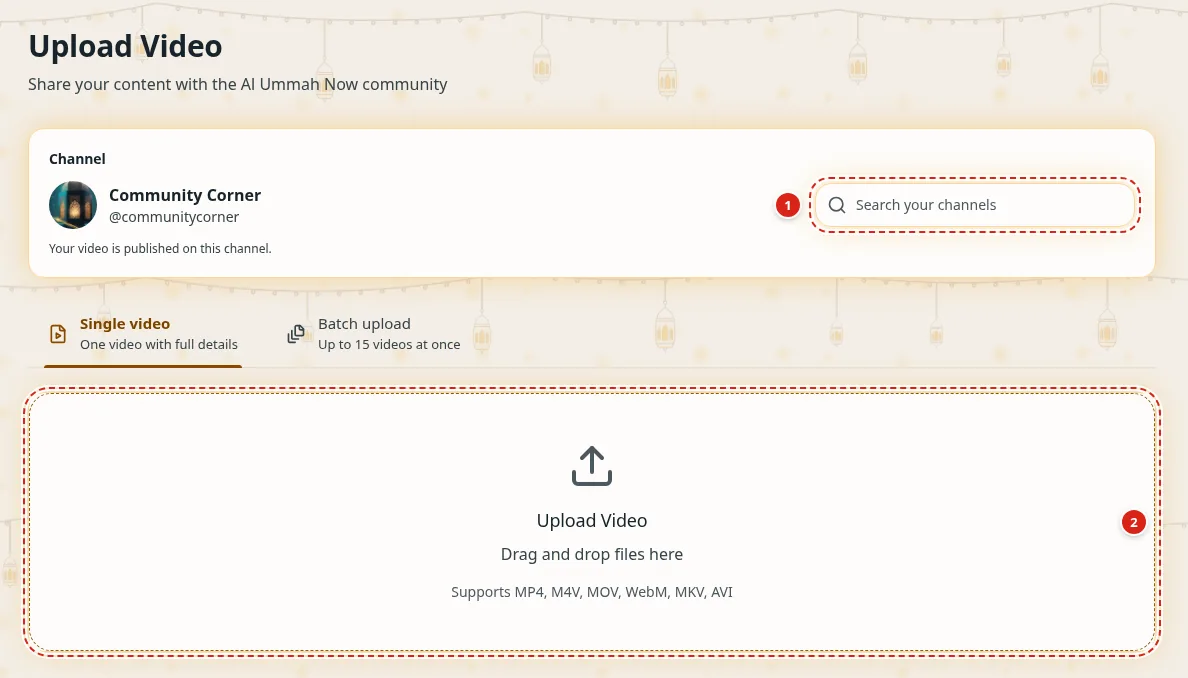 Upload Video
Share your content with the Al Ummah Now community
Channel
Community Corner
@communitycorner
Your video is published on this channel.
1
Search your channels
Single video
One video with full details
Batch upload
Up to 15 videos at once
Upload Video
2
Drag and drop files here
Supports MP4, M4V, MOV, WebM, MKV, AVI